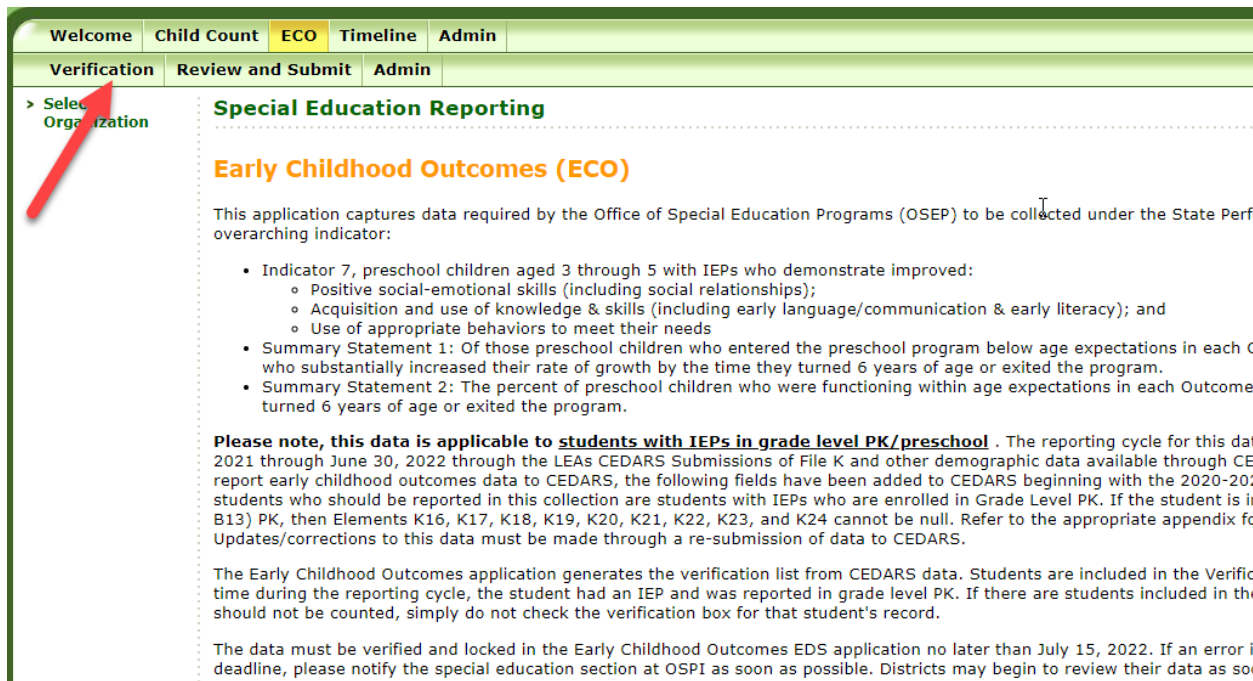 Welcome Child Count ECO Timeline Admin
Verification Review and Submit Admin
Special Education Reporting
Organization
Early Childhood Outcomes (ECO)
This application captures data required by the Office of Special Education Programs (OSEP) to be collected under the State Perf
overarching indicator:
• Indicator 7, preschool children aged 3 through 5 with IEPs who demonstrate improved:
Positive social-emotional skills (including social relationships);
Acquisition and use of knowledge & skills (including early language/communication & early literacy); and
Use of appropriate behaviors to meet their needs
• Summary Statement 1: Of those preschool children who entered the preschool program below age expectations in each O
who substantially increased their rate of growth by the time they turned 6 years of age or exited the program.
• Summary Statement 2: The percent of preschool children who were functioning within age expectations in each Outcome
turned 6 years of age or exited the program.
Please note, this data is applicable to students with IEPs in grade level PK/preschool . The reporting cycle for this dat
2021 through June 30, 2022 through the LEAs CEDARS Submissions of File K and other demographic data available through CE
report early childhood outcomes data to CEDARS, the following fields have been added to CEDARS beginning with the 2020-202
students who should be reported in this collection are students with IEPs who are enrolled in Grade Level PK. If the student is i
B13) PK, then Elements K16, K17, K18, K19, K20, K21, K22, K23, and K24 cannot be null. Refer to the appropriate appendix fo
Updates/corrections to this data must be made through a re-submission of data to CEDARS.
The Early Childhood Outcomes application generates the verification list from CEDARS data. Students are included in the Verific
time during the reporting cycle, the student had an IEP and was reported in grade level PK. If there are students included in the
should not be counted, simply do not check the verification box for that student's record.
The data must be verified and locked in the Early Childhood Outcomes EDS application no later than July 15, 2022. If an error i
deadline, please notify the special education section at OSPI as soon as possible. Districts may begin to review their data as soo